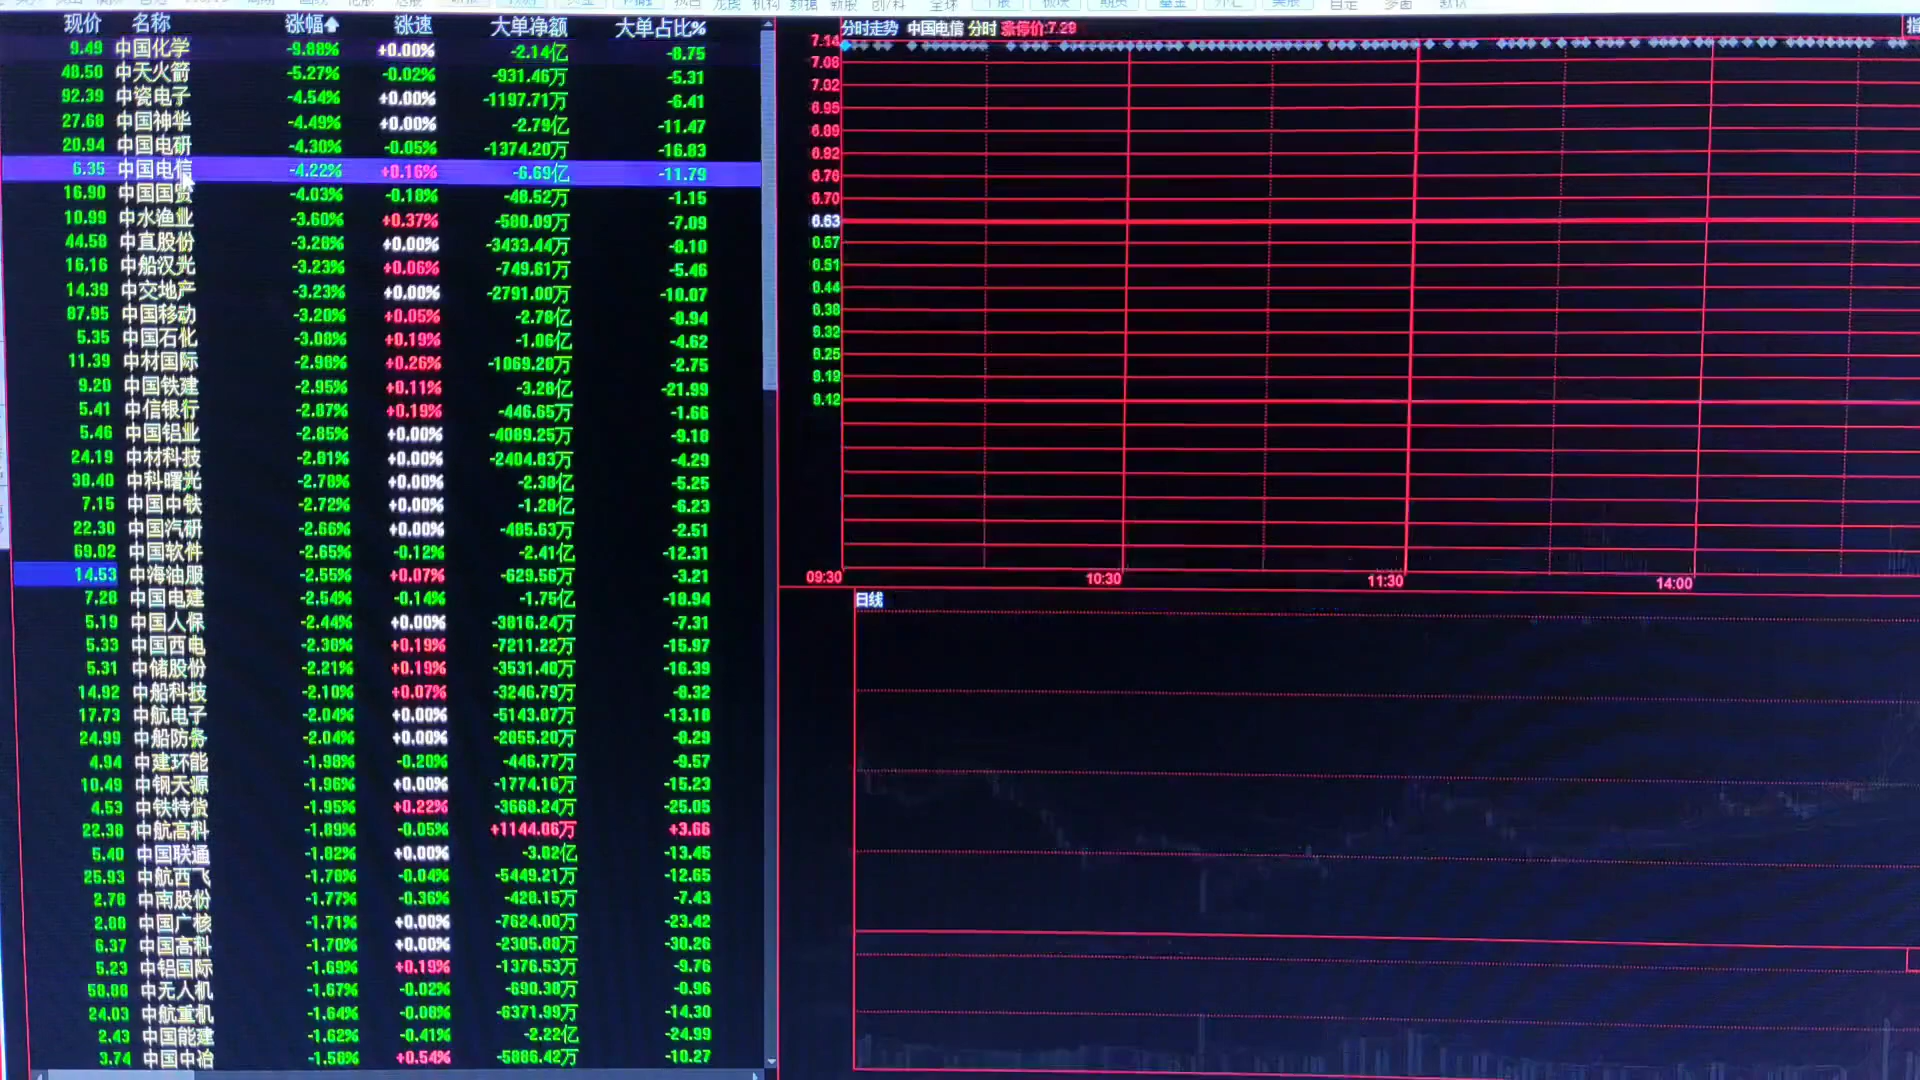 现价 名称 涨幅 涨速 大单净额 大单占比%
9.49 中国化学 -9.88% +0.00% -2.14亿 -8.75
48.50 中天火箭 -5.27% -0.02% -931.46万 -5.31
92.39 中瓷电子 -4.54% +0.00% -1197.71万 -6.41
27.68 中国神华 -4.49% +0.00% -2.79亿 -11.47
20.94 中国电研 -4.30% -0.05% -1374.20万 -16.83
6.35 中国电信 -4.22% +0.16% -6.69亿 -11.79
16.90 中国国贸 -4.03% -0.18% -48.52万 -1.15
10.99 中水渔业 -3.60% +0.37% -580.09万 -7.09
44.58 中直股份 -3.28% +0.00% -3433.44万 -8.10
16.16 中船汉光 -3.23% +0.06% -749.61万 -5.46
14.39 中交地产 -3.23% +0.00% -2791.00万 -10.07
87.95 中国移动 -3.20% +0.05% -2.78亿 -8.94
5.35 中国石化 -3.08% +0.19% -1.06亿 -4.62
11.39 中材国际 -2.98% +0.26% -1069.20万 -2.75
9.20 中国铁建 -2.95% +0.11% -3.28亿 -21.99
5.41 中信银行 -2.87% +0.19% -446.65万 -1.66
5.46 中国铝业 -2.85% +0.00% -4089.25万 -9.18
24.19 中材科技 -2.81% +0.00% -2404.83万 -4.29
30.40 中科曙光 -2.78% +0.00% -2.38亿 -5.25
7.15 中国中铁 -2.72% +0.00% -1.28亿 -6.23
22.30 中国汽研 -2.66% +0.00% -485.63万 -2.51
69.02 中国软件 -2.65% -0.12% -2.41亿 -12.31
14.53 中海油服 -2.55% +0.07% -629.56万 -3.21
7.28 中国电建 -2.54% -0.14% -1.75亿 -18.94
5.19 中国人保 -2.44% +0.00% -3816.24万 -7.31
5.33 中国西电 -2.38% +0.19% -7211.22万 -15.97
5.31 中储股份 -2.21% +0.19% -3531.48万 -16.39
14.92 中船科技 -2.10% +0.07% -3246.79万 -8.32
17.73 中航电子 -2.04% +0.00% -5143.87万 -13.18
24.99 中船防务 -2.04% +0.00% -2855.20万 -8.29
4.94 中建环能 -1.98% -0.20% -446.77万 -9.57
10.49 中钢天源 -1.96% +0.00% -1774.16万 -15.23
4.53 中铁特货 -1.95% +0.22% -3668.24万 -25.05
22.30 中航高科 -1.89% -0.05% +1144.06万 +3.66
5.40 中国联通 -1.82% +0.00% -3.02亿 -13.45
25.93 中航西飞 -1.78% -0.04% -5449.21万 -12.65
2.78 中南股份 -1.77% -0.36% -428.15万 -7.43
2.88 中国广核 -1.71% +0.00% -7624.00万 -23.42
6.37 中国高科 -1.70% +0.00% -2305.88万 -30.26
5.23 中铝国际 -1.69% +0.19% -1376.53万 -9.76
58.88 中无人机 -1.67% -0.02% -690.38万 -8.96
24.03 中航重机 -1.64% -0.08% -6371.99万 -14.30
2.43 中国能建 -1.62% -0.41% -2.22亿 -24.99
3.74 中国中冶 -1.58% +0.54% -5886.42万 -10.27
分时走势 中国电信 分时 涨停价:7.29
7.14
7.08
7.02
6.95
6.89
6.82
6.76
6.70
6.63
6.57
6.51
6.44
6.38
6.32
6.25
6.19
6.12
09:30 10:30 11:30 14:00
日线